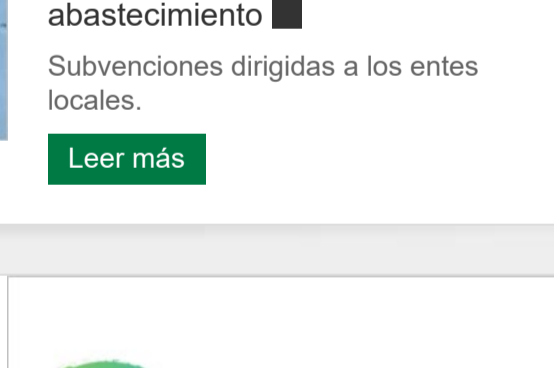 abastecimiento
Subvenciones dirigidas a los entes
locales.
Leer más